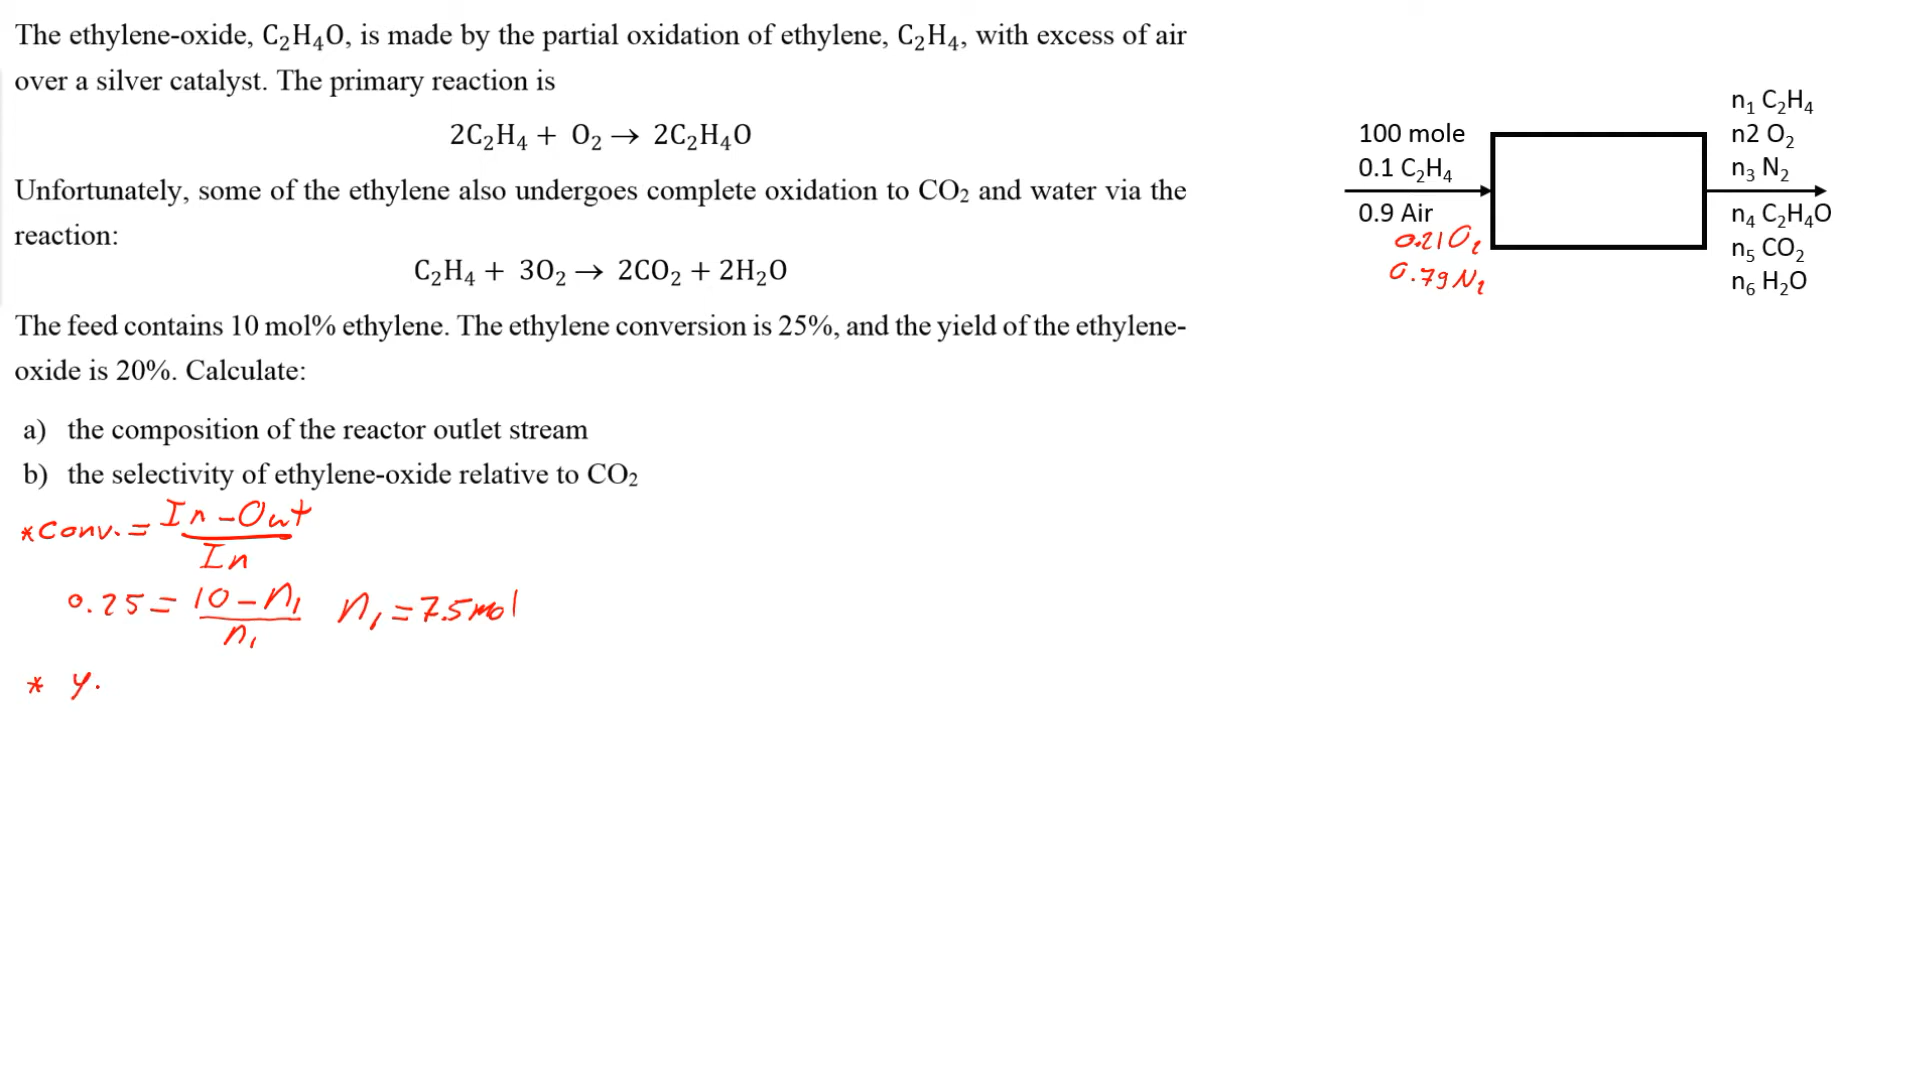 The ethylene-oxide, C₂H₄O, is made by the partial oxidation of ethylene, C₂H₄, with excess of air
over a silver catalyst. The primary reaction is
2C₂H₄ + O₂ → 2C₂H₄O
Unfortunately, some of the ethylene also undergoes complete oxidation to CO₂ and water via the
reaction:
C₂H₄ + 3O₂ → 2CO₂ + 2H₂O
The feed contains 10 mol% ethylene. The ethylene conversion is 25%, and the yield of the ethylene-
oxide is 20%. Calculate:
a) the composition of the reactor outlet stream
b) the selectivity of ethylene-oxide relative to CO₂
*Conv. = In - Out
In
0.25 = 10 - n₁ n₁ = 7.5 mol
n₁
* y.
100 mole
0.1 C₂H₄
0.9 Air
0.21 O₂
0.79 N₂
n₁ C₂H₄
n2 O₂
n₃ N₂
n₄ C₂H₄O
n₅ CO₂
n₆ H₂O